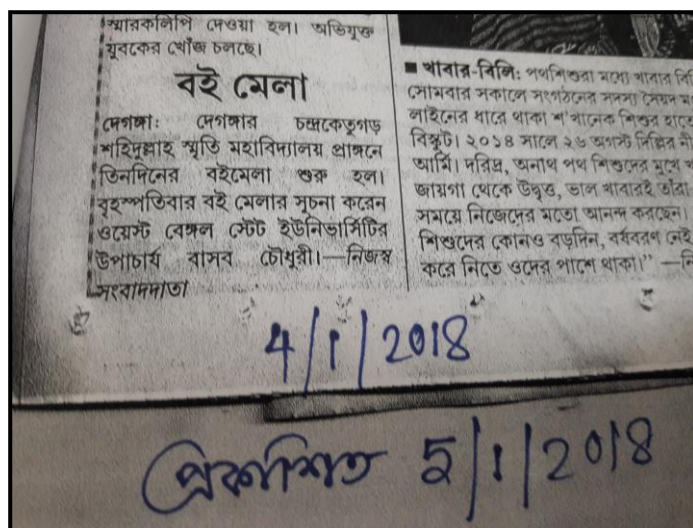 স্মারকলিপি দেওয়া হল। অভিযুক্ত
যুবকের খোঁজ চলছে।
বই মেলা
দেগঙ্গা: দেগঙ্গার চন্দ্রকেতুগড়
শহিদুল্লাহ স্মৃতি মহাবিদ্যালয় প্রাঙ্গনে
তিনদিনের বইমেলা শুরু হল।
বৃহস্পতিবার বই মেলার সূচনা করেন
ওয়েস্ট বেঙ্গল স্টেট ইউনিভার্সিটির
উপাচার্য বাসব চৌধুরী।—নিজস্ব
সংবাদদাতা
■ খাবার-বিলি: পথশিশুরা মধ্যে খাবার
সোমবার সকালে সংগঠনের সদস্য সৈয়দ
লাইনের ধারে থাকা শ'খানেক শিশুর হাতে
বিস্কুট। ২০১৪ সালে ২৬ অগস্ট দিল্লির
আর্মি। দরিদ্র, অনাথ পথ শিশুদের মুখে
জায়গা থেকে উদ্বৃত্ত, ভাল খাবারই তাঁরা
সময়ে নিজেদের মতো আনন্দ করছেন।
শিশুদের কোনও বড়দিন, বর্ষবরণ নেই
করে নিতে ওদের পাশে থাকা।” —
4/1/2018
প্রকাশিত 5/1/2018